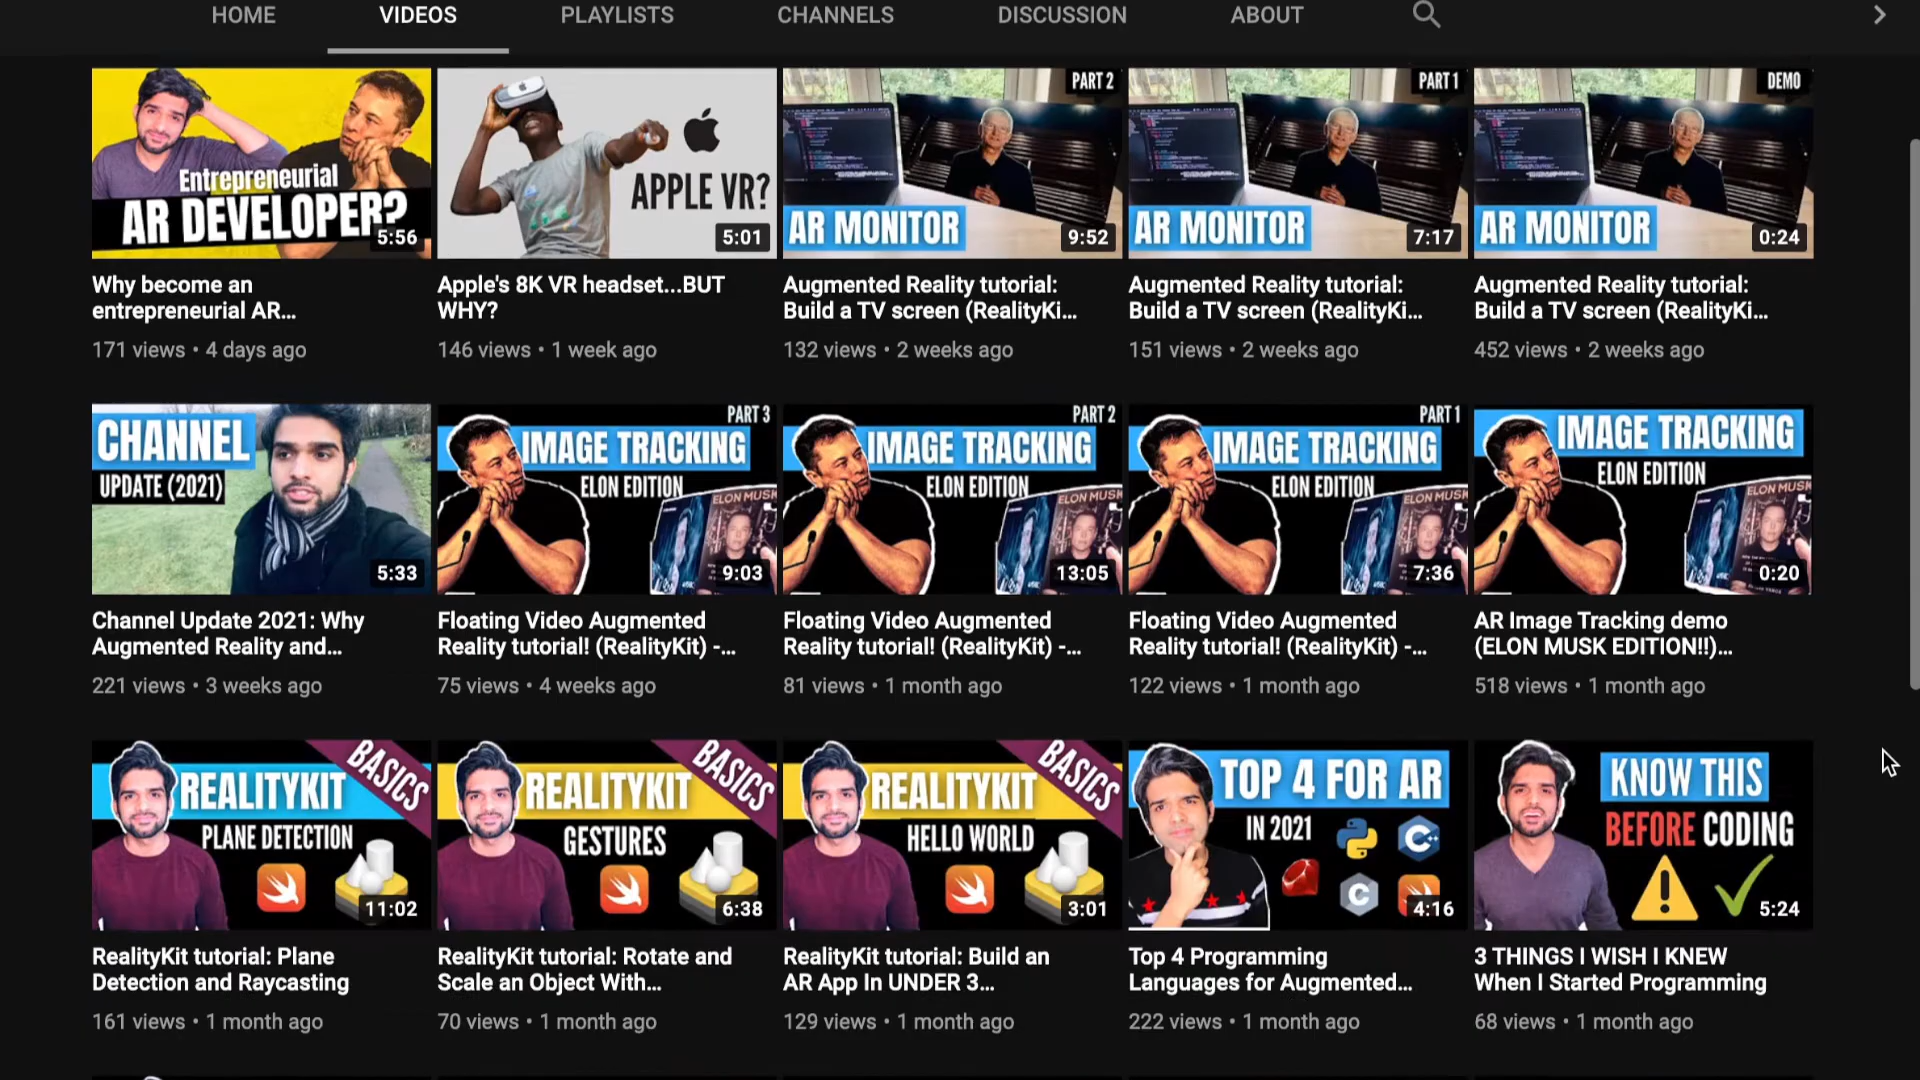 HOME VIDEOS PLAYLISTS CHANNELS DISCUSSION ABOUT
Entrepreneurial
AR DEVELOPER?
5:56
Why become an
entrepreneurial AR...
171 views • 4 days ago
APPLE VR?
5:01
Apple's 8K VR headset...BUT
WHY?
146 views • 1 week ago
PART 2
AR MONITOR
9:52
Augmented Reality tutorial:
Build a TV screen (RealityKi...
132 views • 2 weeks ago
PART 1
AR MONITOR
7:17
Augmented Reality tutorial:
Build a TV screen (RealityKi...
151 views • 2 weeks ago
DEMO
AR MONITOR
0:24
Augmented Reality tutorial:
Build a TV screen (RealityKi...
452 views • 2 weeks ago
CHANNEL
UPDATE (2021)
5:33
Channel Update 2021: Why
Augmented Reality and...
221 views • 3 weeks ago
PART 3
IMAGE TRACKING
ELON EDITION
ELON MUSK
9:03
Floating Video Augmented
Reality tutorial! (RealityKit) -...
75 views • 4 weeks ago
PART 2
IMAGE TRACKING
ELON EDITION
ELON MUSK
13:05
Floating Video Augmented
Reality tutorial! (RealityKit) -...
81 views • 1 month ago
PART 1
IMAGE TRACKING
ELON EDITION
ELON MUSK
7:36
Floating Video Augmented
Reality tutorial! (RealityKit) -...
122 views • 1 month ago
IMAGE TRACKING
ELON EDITION
ELON MUSK
0:20
AR Image Tracking demo
(ELON MUSK EDITION!!)...
518 views • 1 month ago
BASICS
REALITYKIT
PLANE DETECTION
11:02
RealityKit tutorial: Plane
Detection and Raycasting
161 views • 1 month ago
BASICS
REALITYKIT
GESTURES
6:38
RealityKit tutorial: Rotate and
Scale an Object With...
70 views • 1 month ago
BASICS
REALITYKIT
HELLO WORLD
3:01
RealityKit tutorial: Build an
AR App In UNDER 3...
129 views • 1 month ago
TOP 4 FOR AR
IN 2021
C++
C
4:16
Top 4 Programming
Languages for Augmented...
222 views • 1 month ago
KNOW THIS
BEFORE CODING
5:24
3 THINGS I WISH I KNEW
When I Started Programming
68 views • 1 month ago